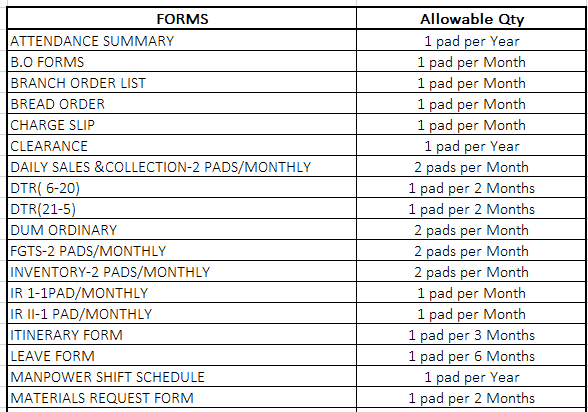 FORMS Allowable Qty
ATTENDANCE SUMMARY 1 pad per Year
B.O FORMS 1 pad per Month
BRANCH ORDER LIST 1 pad per Month
BREAD ORDER 1 pad per Month
CHARGE SLIP 1 pad per Month
CLEARANCE 1 pad per Year
DAILY SALES &COLLECTION-2 PADS/MONTHLY 2 pads per Month
DTR( 6-20) 1 pad per 2 Months
DTR(21-5) 1 pad per 2 Months
DUM ORDINARY 2 pads per Month
FGTS-2 PADS/MONTHLY 2 pads per Month
INVENTORY-2 PADS/MONTHLY 2 pads per Month
IR 1-1PAD/MONTHLY 1 pad per Month
IR II-1 PAD/MONTHLY 1 pad per Month
ITINERARY FORM 1 pad per 3 Months
LEAVE FORM 1 pad per 6 Months
MANPOWER SHIFT SCHEDULE 1 pad per Year
MATERIALS REQUEST FORM 1 pad per 2 Months